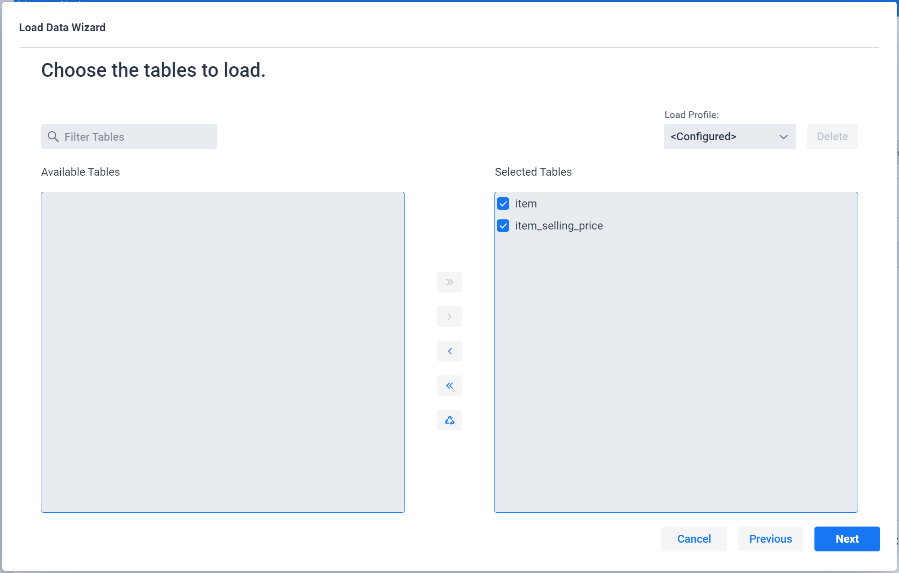 Load Data Wizard
Choose the tables to load.
Load Profile:
Filter Tables
<Configured>
Delete
Available Tables
Selected Tables
item
item_selling_price
Cancel
Previous
Next